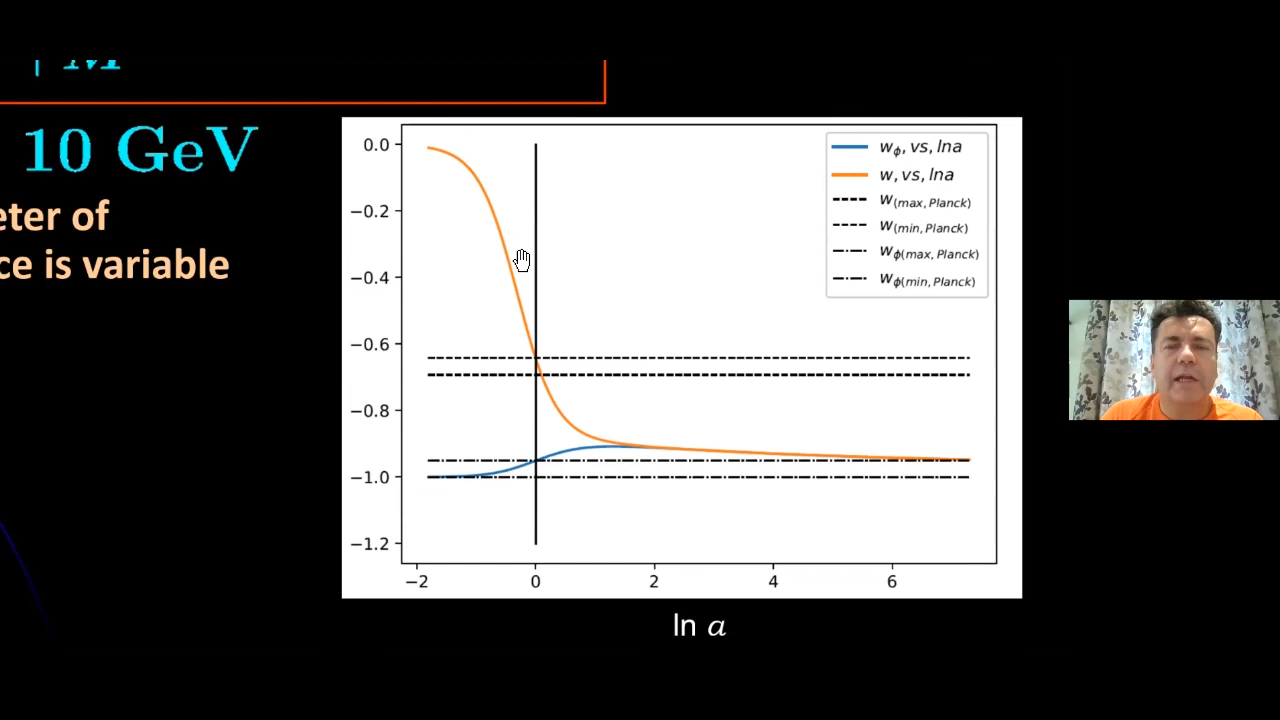 10 GeV
eter of
ce is variable
0.0
−0.2
−0.4
−0.6
−0.8
−1.0
−1.2
−2
0
2
4
6
w_ϕ, vs, lna
w, vs, lna
w_(max, Planck)
w_(min, Planck)
w_ϕ(max, Planck)
w_ϕ(min, Planck)
ln a